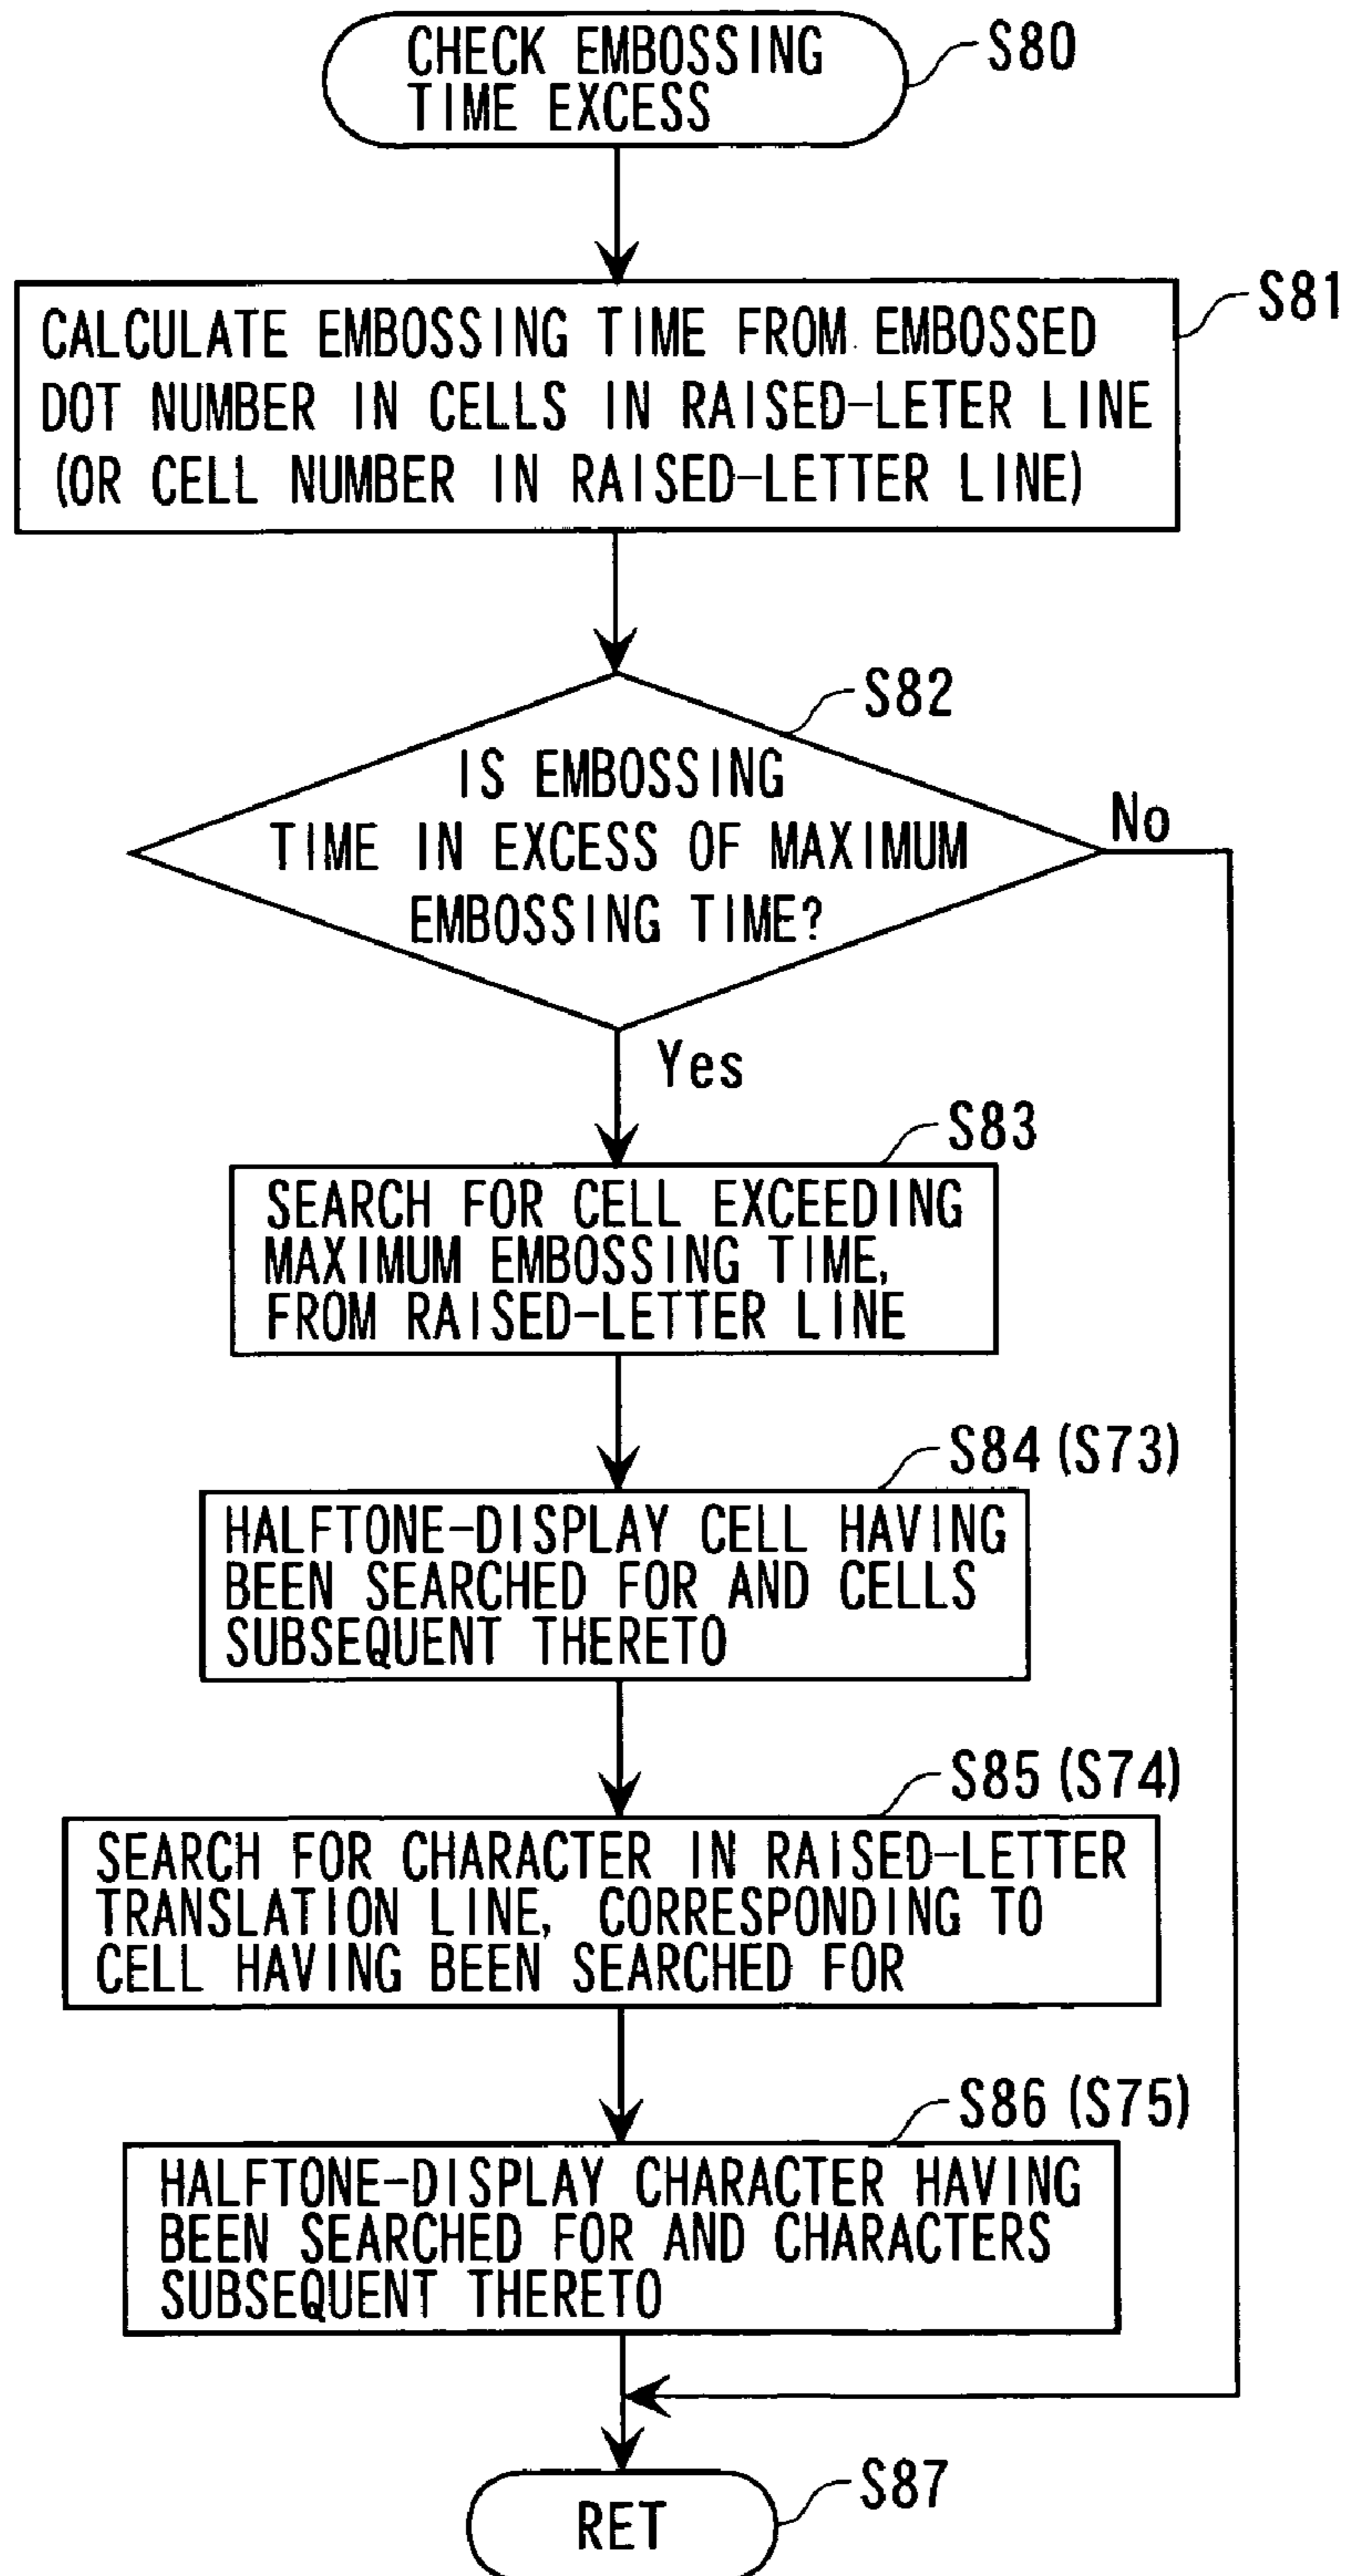 CHECK EMBOSSING
TIME EXCESS
S80
S81
CALCULATE EMBOSSING TIME FROM EMBOSSED
DOT NUMBER IN CELLS IN RAISED-LETER LINE
(OR CELL NUMBER IN RAISED-LETTER LINE)
S82
IS EMBOSSING
TIME IN EXCESS OF MAXIMUM
EMBOSSING TIME?
No
Yes
S83
SEARCH FOR CELL EXCEEDING
MAXIMUM EMBOSSING TIME,
FROM RAISED-LETTER LINE
S84 (S73)
HALFTONE-DISPLAY CELL HAVING
BEEN SEARCHED FOR AND CELLS
SUBSEQUENT THERETO
S85 (S74)
SEARCH FOR CHARACTER IN RAISED-LETTER
TRANSLATION LINE, CORRESPONDING TO
CELL HAVING BEEN SEARCHED FOR
S86 (S75)
HALFTONE-DISPLAY CHARACTER HAVING
BEEN SEARCHED FOR AND CHARACTERS
SUBSEQUENT THERETO
S87
RET